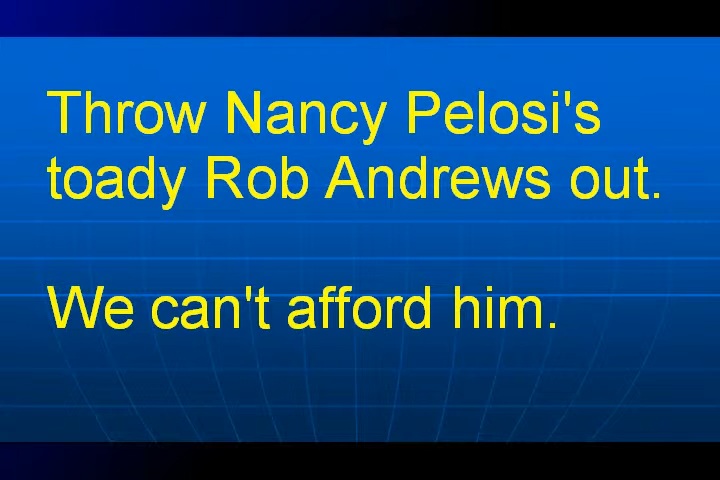 Throw Nancy Pelosi's
toady Rob Andrews out.
We can't afford him.